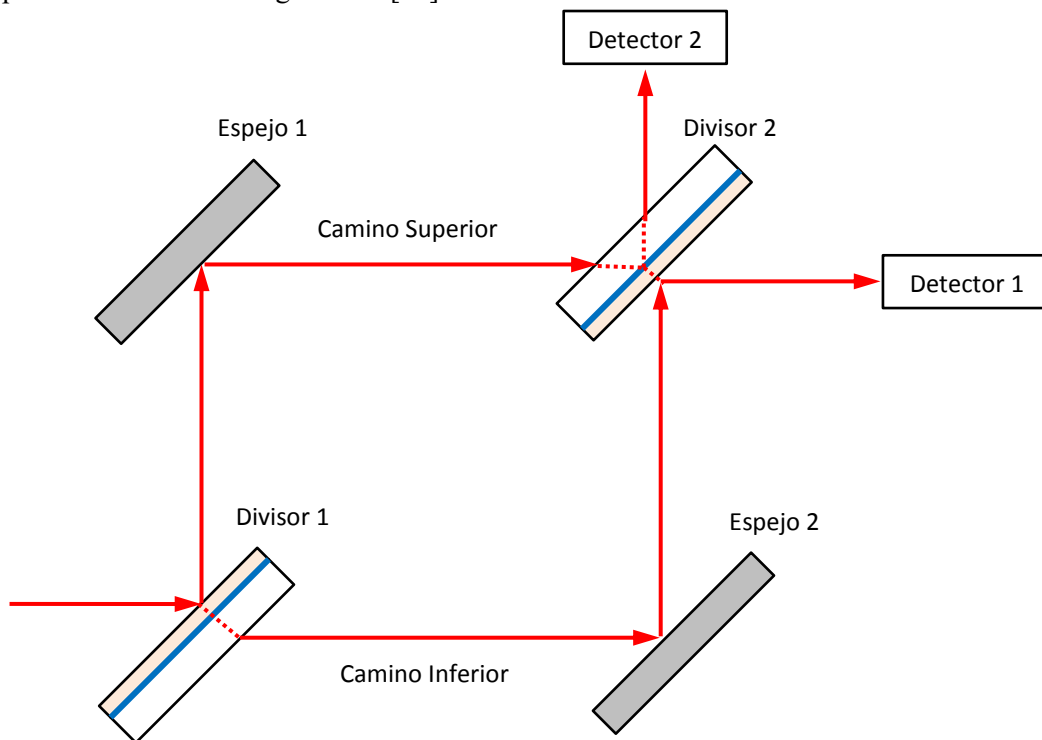 Detector 2
Espejo 1
Divisor 2
Camino Superior
Detector 1
Divisor 1
Espejo 2
Camino Inferior